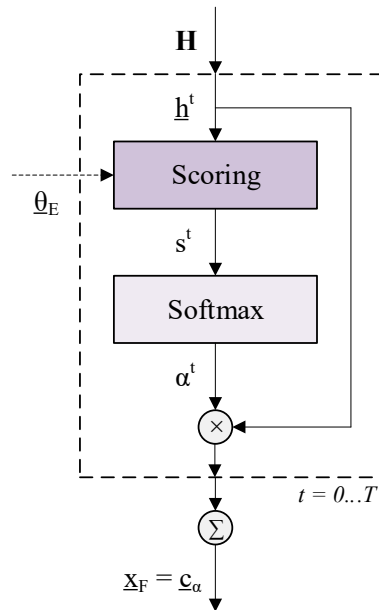 H
h^t
Scoring
θ_E
s^t
Softmax
α^t
×
t = 0...T
Σ
x_F = c_α